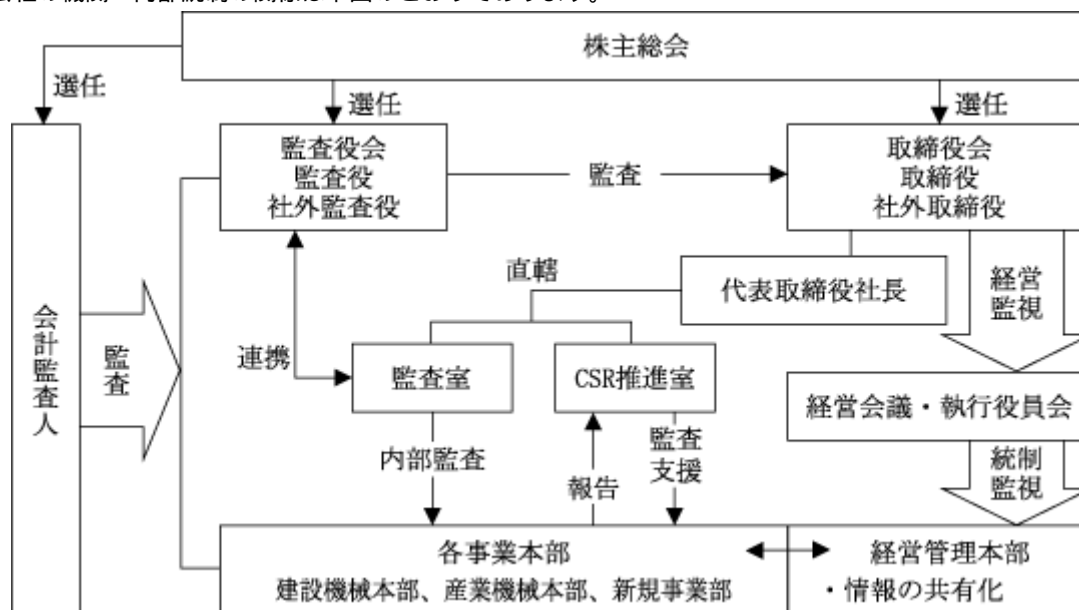 株主総会
選任
選任
選任
監査役会
監査役
社外監査役
監査
取締役会
取締役
社外取締役
会計監査人
監査
直轄
代表取締役社長
経営
監視
連携
監査室
CSR推進室
経営会議・執行役員会
内部監査
報告
監査
支援
統制
監視
各事業本部
建設機械本部、産業機械本部、新規事業部
経営管理本部
・情報の共有化